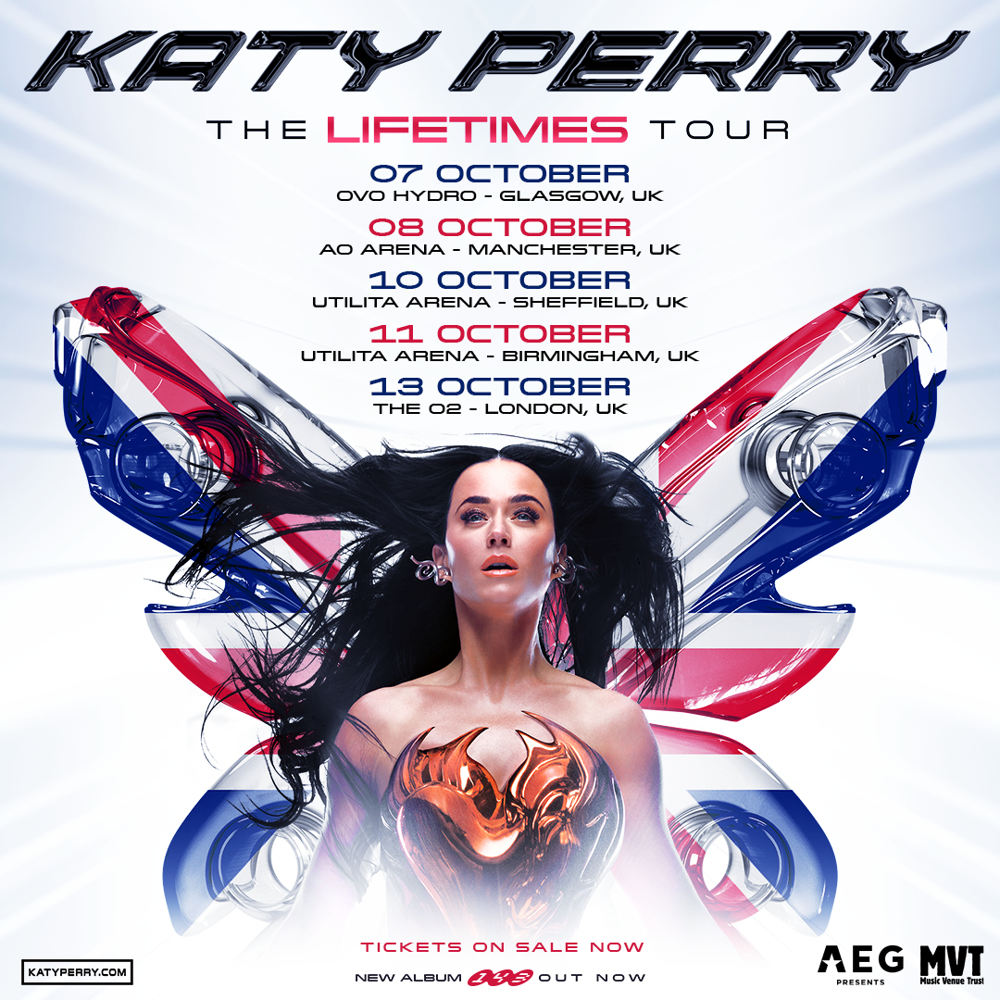 KATY PERRY
THE LIFETIMES TOUR
07 OCTOBER
OVO HYDRO - GLASGOW, UK
08 OCTOBER
AO ARENA - MANCHESTER, UK
10 OCTOBER
UTILITA ARENA - SHEFFIELD, UK
11 OCTOBER
UTILITA ARENA - BIRMINGHAM, UK
13 OCTOBER
THE O2 - LONDON, UK
TICKETS ON SALE NOW
NEW ALBUM 143 OUT NOW
KATYPERRY.COM
AEG
PRESENTS
MVT
Music Venue Trust